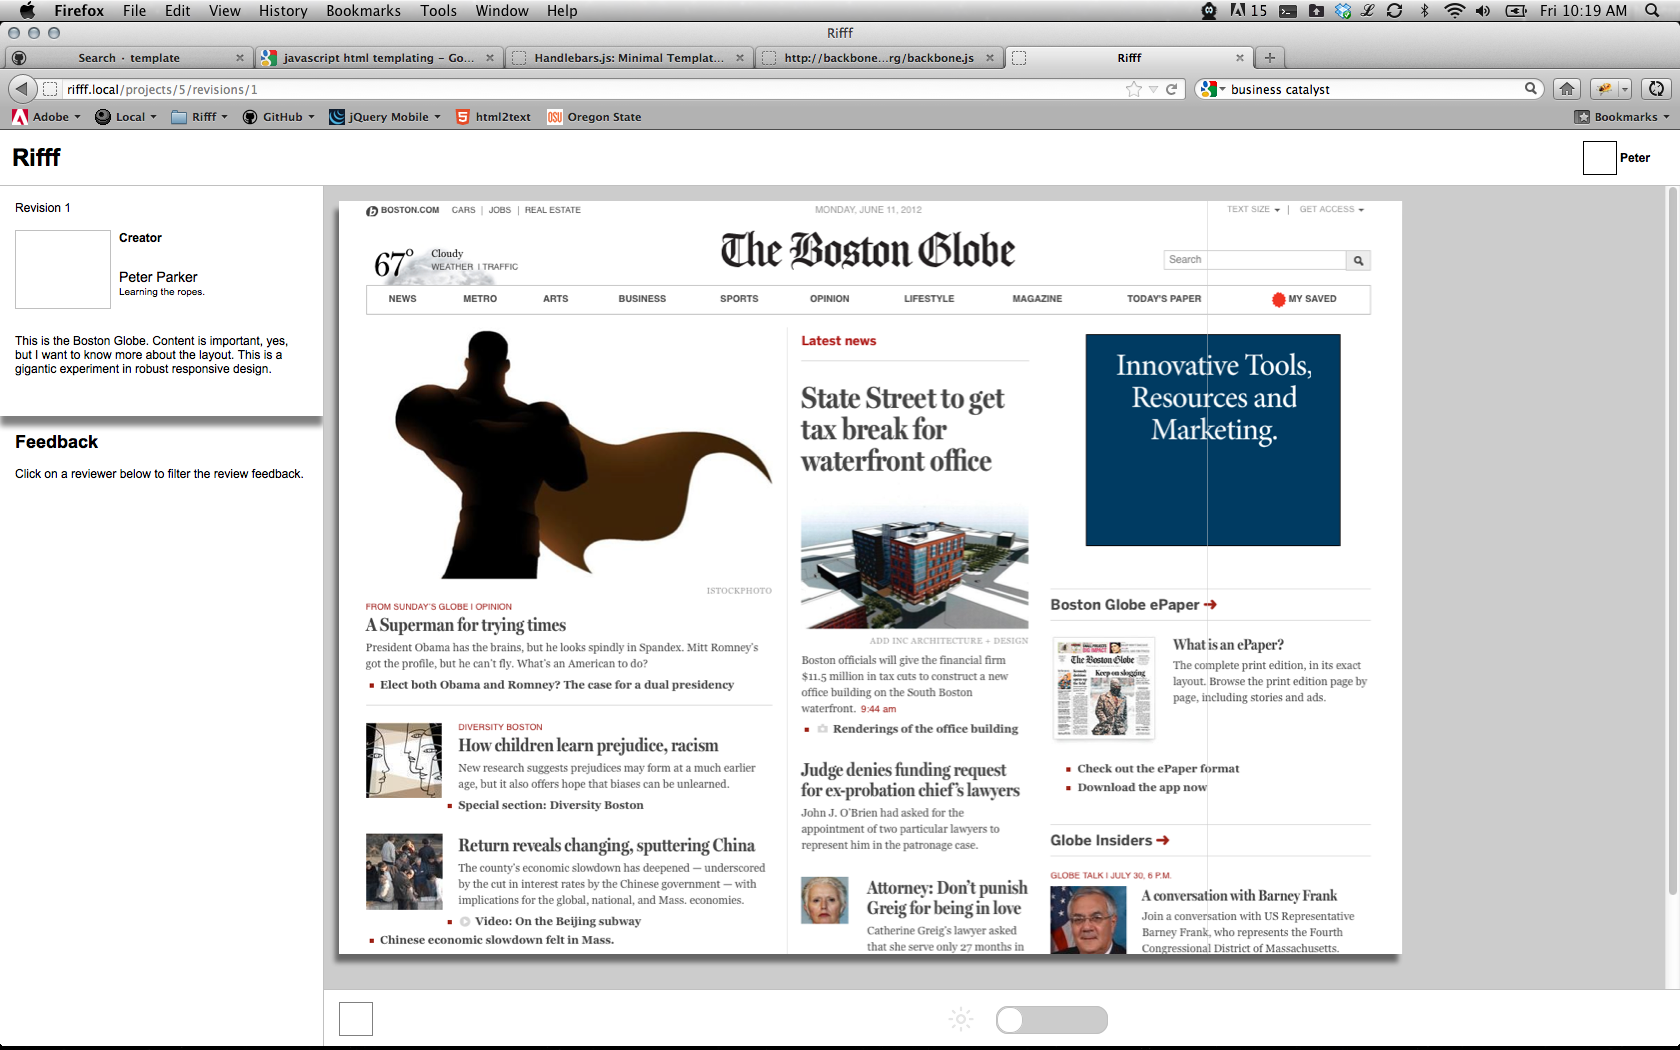 Firefox File Edit View History Bookmarks Tools Window Help
15 Fri 10:19 AM
Rifff
Search · template
javascript html templating – Go...
Handlebars.js: Minimal Templat...
http://backbone...rg/backbone.js
Rifff
rifff.local/projects/5/revisions/1
business catalyst
Adobe Local Rifff GitHub jQuery Mobile html2text Oregon State
Bookmarks
Rifff
Peter
Revision 1
Creator
Peter Parker
Learning the ropes.
This is the Boston Globe. Content is important, yes,
but I want to know more about the layout. This is a
gigantic experiment in robust responsive design.
Feedback
Click on a reviewer below to filter the review feedback.
BOSTON.COM CARS | JOBS | REAL ESTATE
MONDAY, JUNE 11, 2012
TEXT SIZE | GET ACCESS
67°
Cloudy
WEATHER | TRAFFIC
The Boston Globe
Search
NEWS METRO ARTS BUSINESS SPORTS OPINION LIFESTYLE MAGAZINE TODAY'S PAPER MY SAVED
ISTOCKPHOTO
FROM SUNDAY'S GLOBE | OPINION
A Superman for trying times
President Obama has the brains, but he looks spindly in Spandex. Mitt Romney's
got the profile, but he can't fly. What's an American to do?
Elect both Obama and Romney? The case for a dual presidency
DIVERSITY BOSTON
How children learn prejudice, racism
New research suggests prejudices may form at a much earlier
age, but it also offers hope that biases can be unlearned.
Special section: Diversity Boston
Return reveals changing, sputtering China
The county's economic slowdown has deepened — underscored
by the cut in interest rates by the Chinese government — with
implications for the global, national, and Mass. economies.
Video: On the Beijing subway
Chinese economic slowdown felt in Mass.
Latest news
State Street to get
tax break for
waterfront office
ADD INC ARCHITECTURE + DESIGN
Boston officials will give the financial firm
$11.5 million in tax cuts to construct a new
office building on the South Boston
waterfront. 9:44 am
Renderings of the office building
Judge denies funding request
for ex-probation chief's lawyers
John J. O'Brien had asked for the
appointment of two particular lawyers to
represent him in the patronage case.
Attorney: Don't punish
Greig for being in love
Catherine Greig's lawyer asked
that she serve only 27 months in
Innovative Tools,
Resources and
Marketing.
Boston Globe ePaper
The Boston Globe
Keep on slogging
What is an ePaper?
The complete print edition, in its exact
layout. Browse the print edition page by
page, including stories and ads.
Check out the ePaper format
Download the app now
Globe Insiders
GLOBE TALK | JULY 30, 6 P.M.
A conversation with Barney Frank
Join a conversation with US Representative
Barney Frank, who represents the Fourth
Congressional District of Massachusetts.